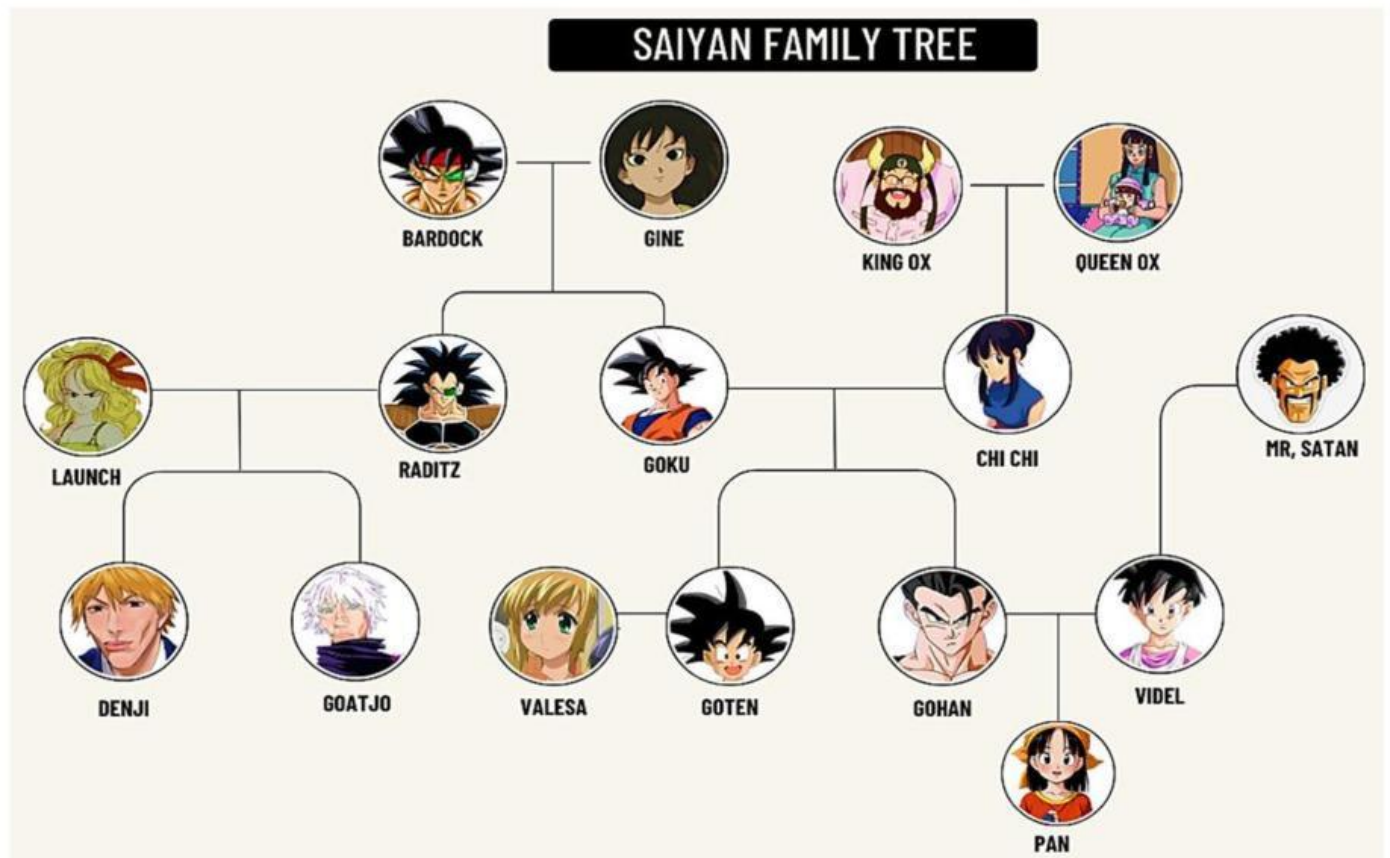 SAIYAN FAMILY TREE
BARDOCK
GINE
KING OX
QUEEN OX
LAUNCH
RADITZ
GOKU
CHI CHI
MR, SATAN
DENJI
GOATJO
VALESA
GOTEN
GOHAN
VIDEL
PAN